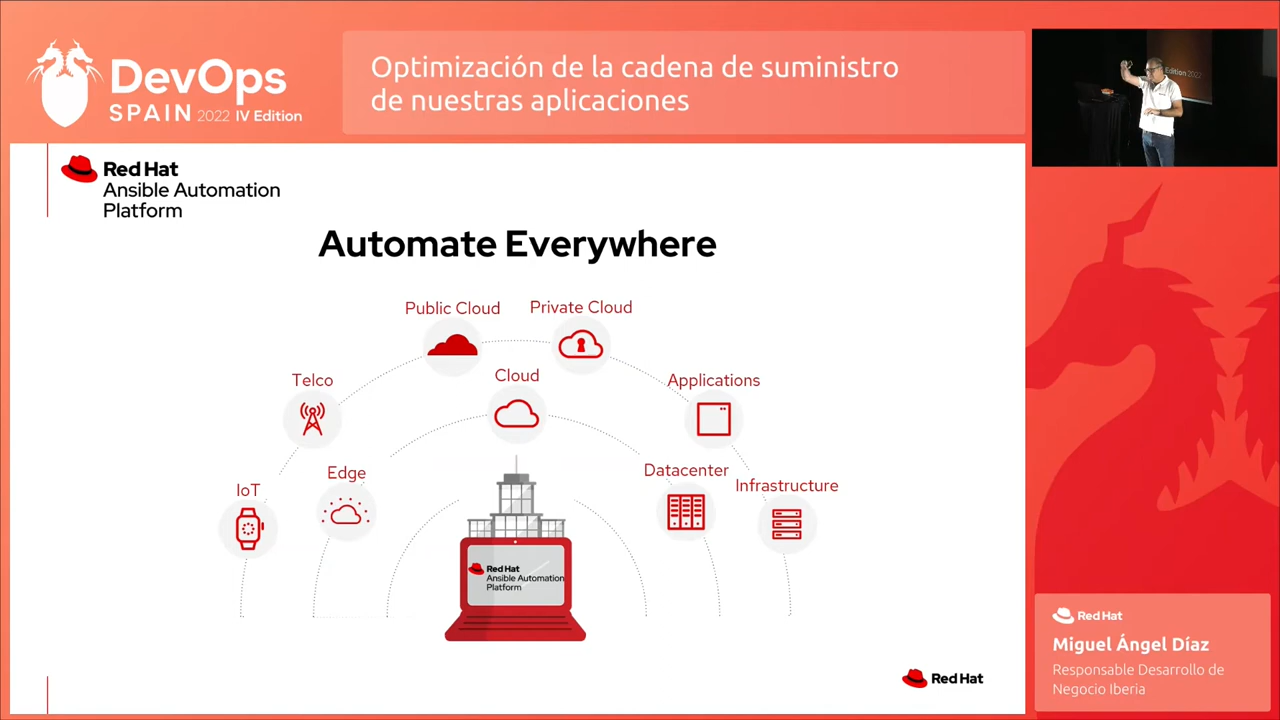 DevOps
SPAIN 2022 IV Edition
Optimización de la cadena de suministro
de nuestras aplicaciones
Edition 2022
Red Hat
Ansible Automation
Platform
Automate Everywhere
Public Cloud
Private Cloud
Telco
Cloud
Applications
IoT
Edge
Datacenter
Infrastructure
Red Hat
Ansible Automation
Platform
Red Hat
Red Hat
Miguel Ángel Díaz
Responsable Desarrollo de
Negocio Iberia